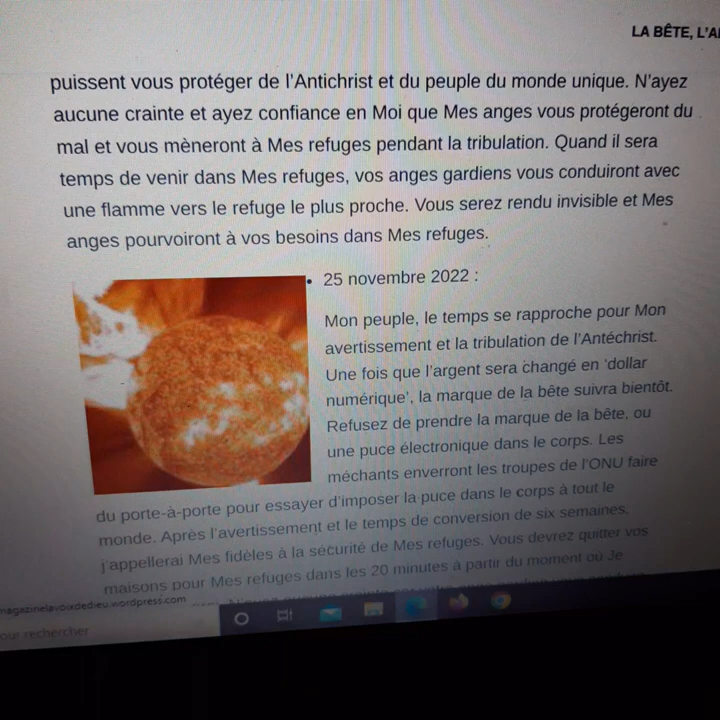 LA BÊTE, L'A
puissent vous protéger de l'Antichrist et du peuple du monde unique. N'ayez
aucune crainte et ayez confiance en Moi que Mes anges vous protégeront du
mal et vous mèneront à Mes refuges pendant la tribulation. Quand il sera
temps de venir dans Mes refuges, vos anges gardiens vous conduiront avec
une flamme vers le refuge le plus proche. Vous serez rendu invisible et Mes
anges pourvoiront à vos besoins dans Mes refuges.
• 25 novembre 2022 :
Mon peuple, le temps se rapproche pour Mon
avertissement et la tribulation de l'Antéchrist.
Une fois que l'argent sera changé en 'dollar
numérique', la marque de la bête suivra bientôt.
Refusez de prendre la marque de la bête, ou
une puce électronique dans le corps. Les
méchants enverront les troupes de l'ONU faire
du porte-à-porte pour essayer d'imposer la puce dans le corps à tout le
monde. Après l'avertissement et le temps de conversion de six semaines,
j'appellerai Mes fidèles à la sécurité de Mes refuges. Vous devrez quitter vos
maisons pour Mes refuges dans les 20 minutes à partir du moment où Je
magazinelavoixdedieu.wordpress.com
our rechercher